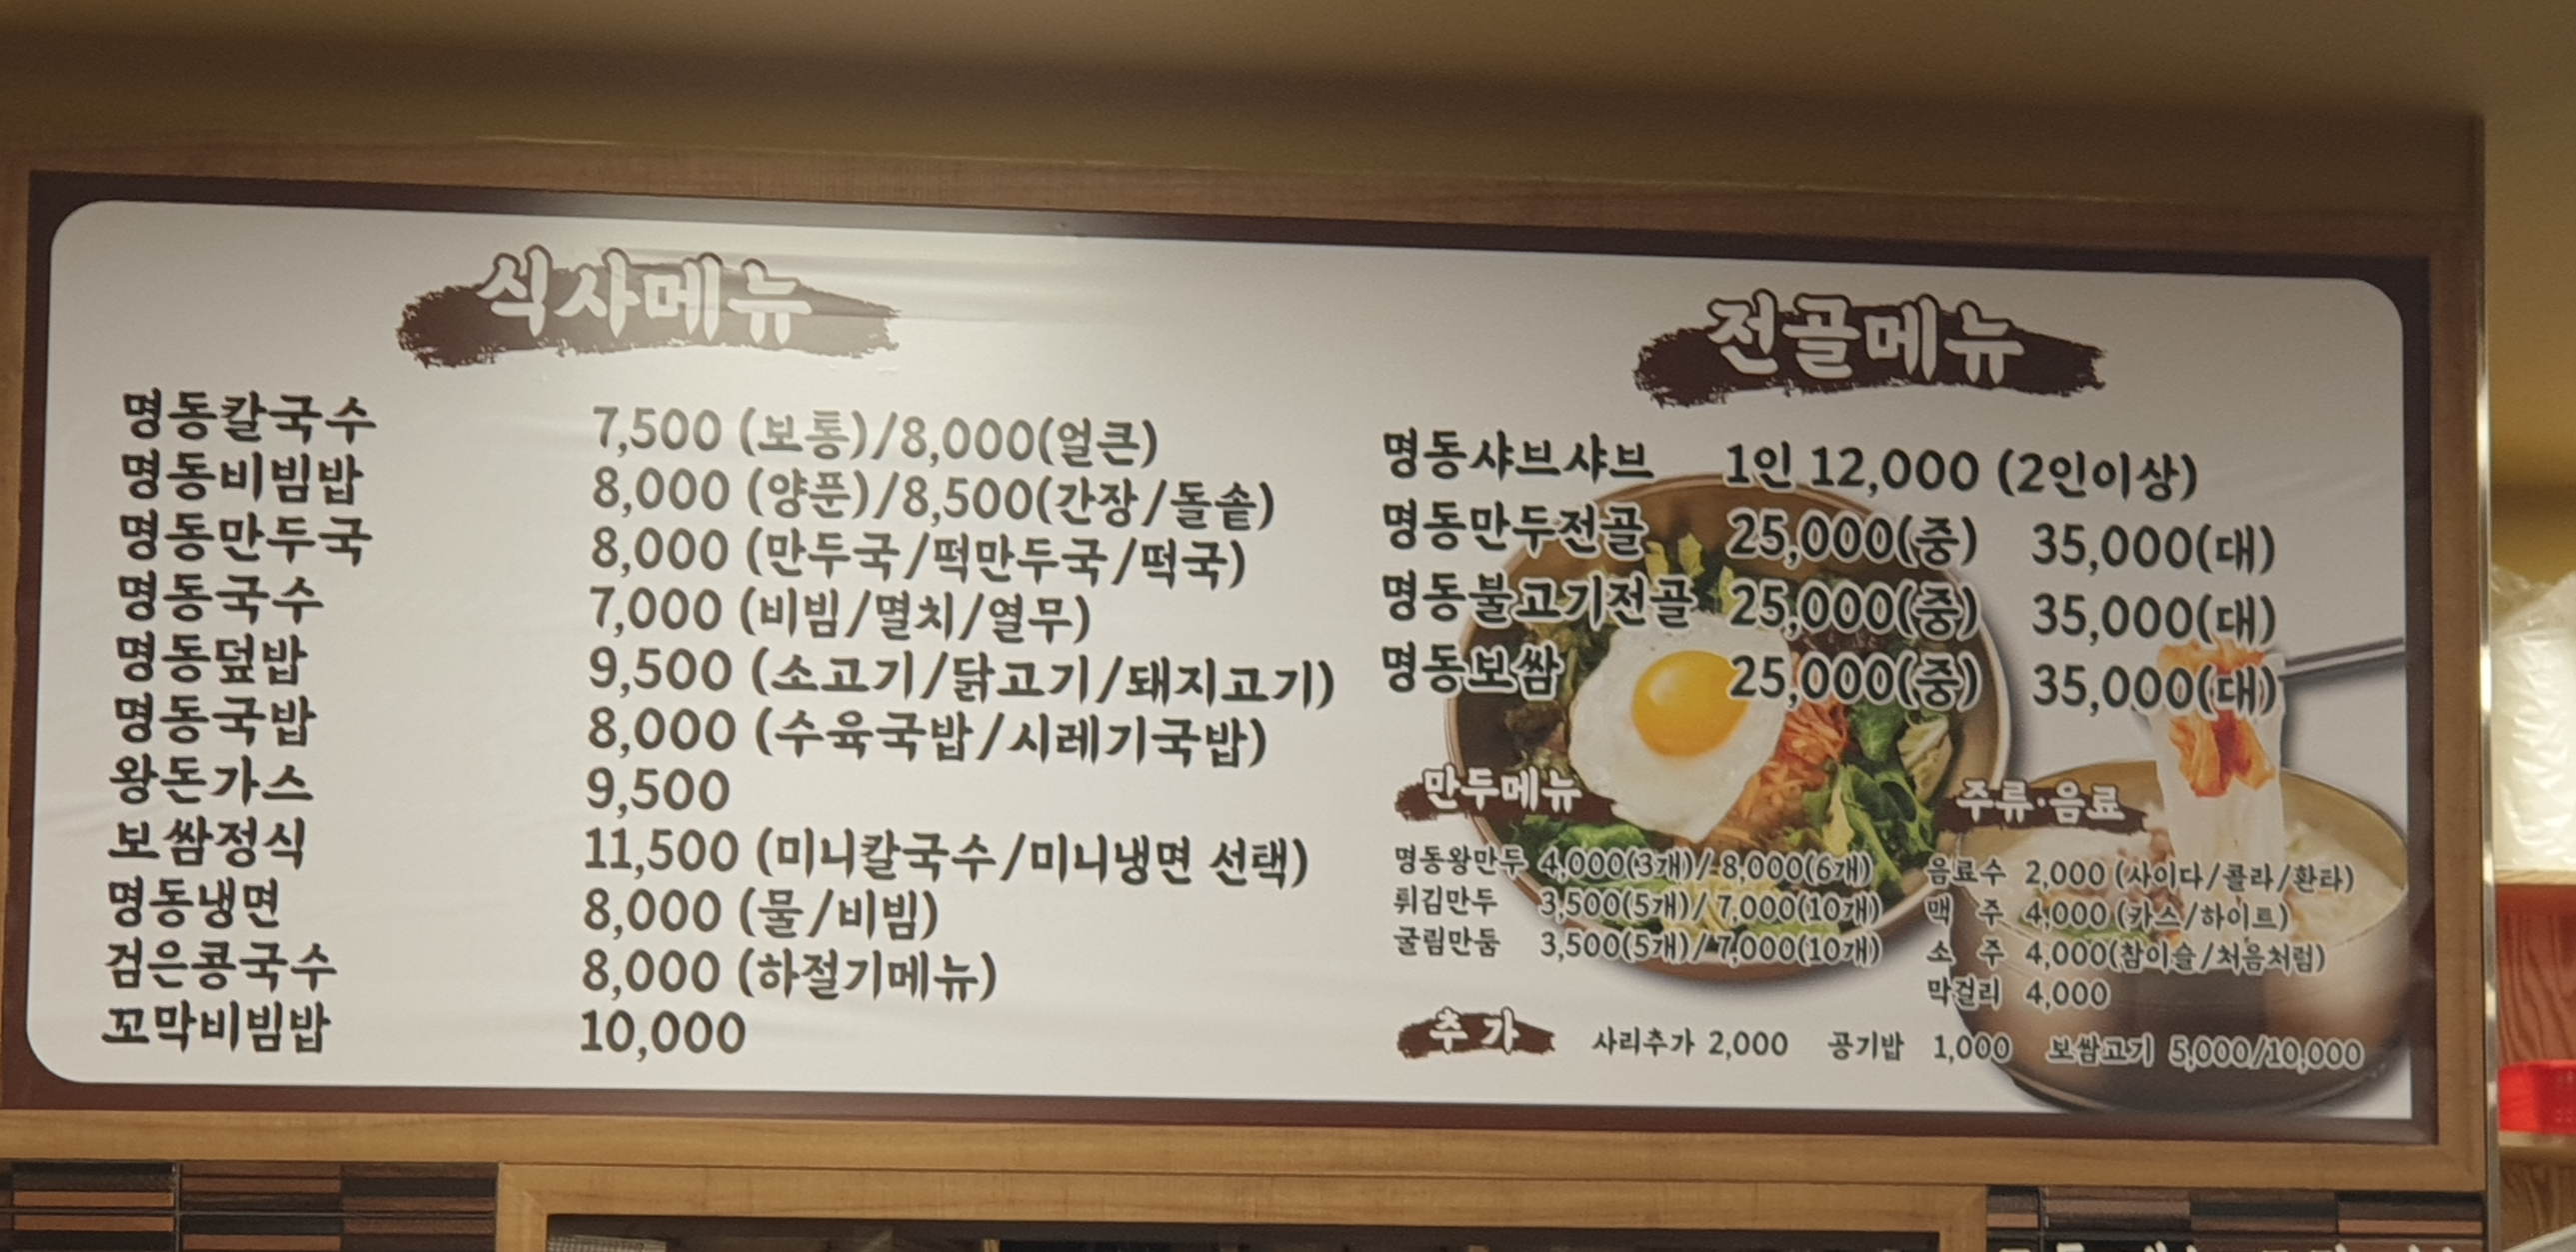 식사메뉴
명동칼국수 7,500 (보통)/8,000(얼큰)
명동비빔밥 8,000 (양푼)/8,500(간장/돌솥)
명동만두국 8,000 (만두국/떡만두국/떡국)
명동국수 7,000 (비빔/멸치/열무)
명동덮밥 9,500 (소고기/닭고기/돼지고기)
명동국밥 8,000 (수육국밥/시레기국밥)
왕돈가스 9,500
보쌈정식 11,500 (미니칼국수/미니냉면 선택)
명동냉면 8,000 (물/비빔)
검은콩국수 8,000 (하절기메뉴)
꼬막비빔밥 10,000
전골메뉴
명동샤브샤브 1인 12,000 (2인이상)
명동만두전골 25,000(중) 35,000(대)
명동불고기전골 25,000(중) 35,000(대)
명동보쌈 25,000(중) 35,000(대)
만두메뉴
명동왕만두 4,000(3개)/ 8,000(6개)
튀김만두 3,500(5개)/ 7,000(10개)
굴림만둠 3,500(5개)/ 7,000(10개)
주류·음료
음료수 2,000 (사이다/콜라/환타)
맥 주 4,000 (카스/하이트)
소 주 4,000(참이슬/처음처럼)
막걸리 4,000
추가 사리추가 2,000 공기밥 1,000 보쌈고기 5,000/10,000